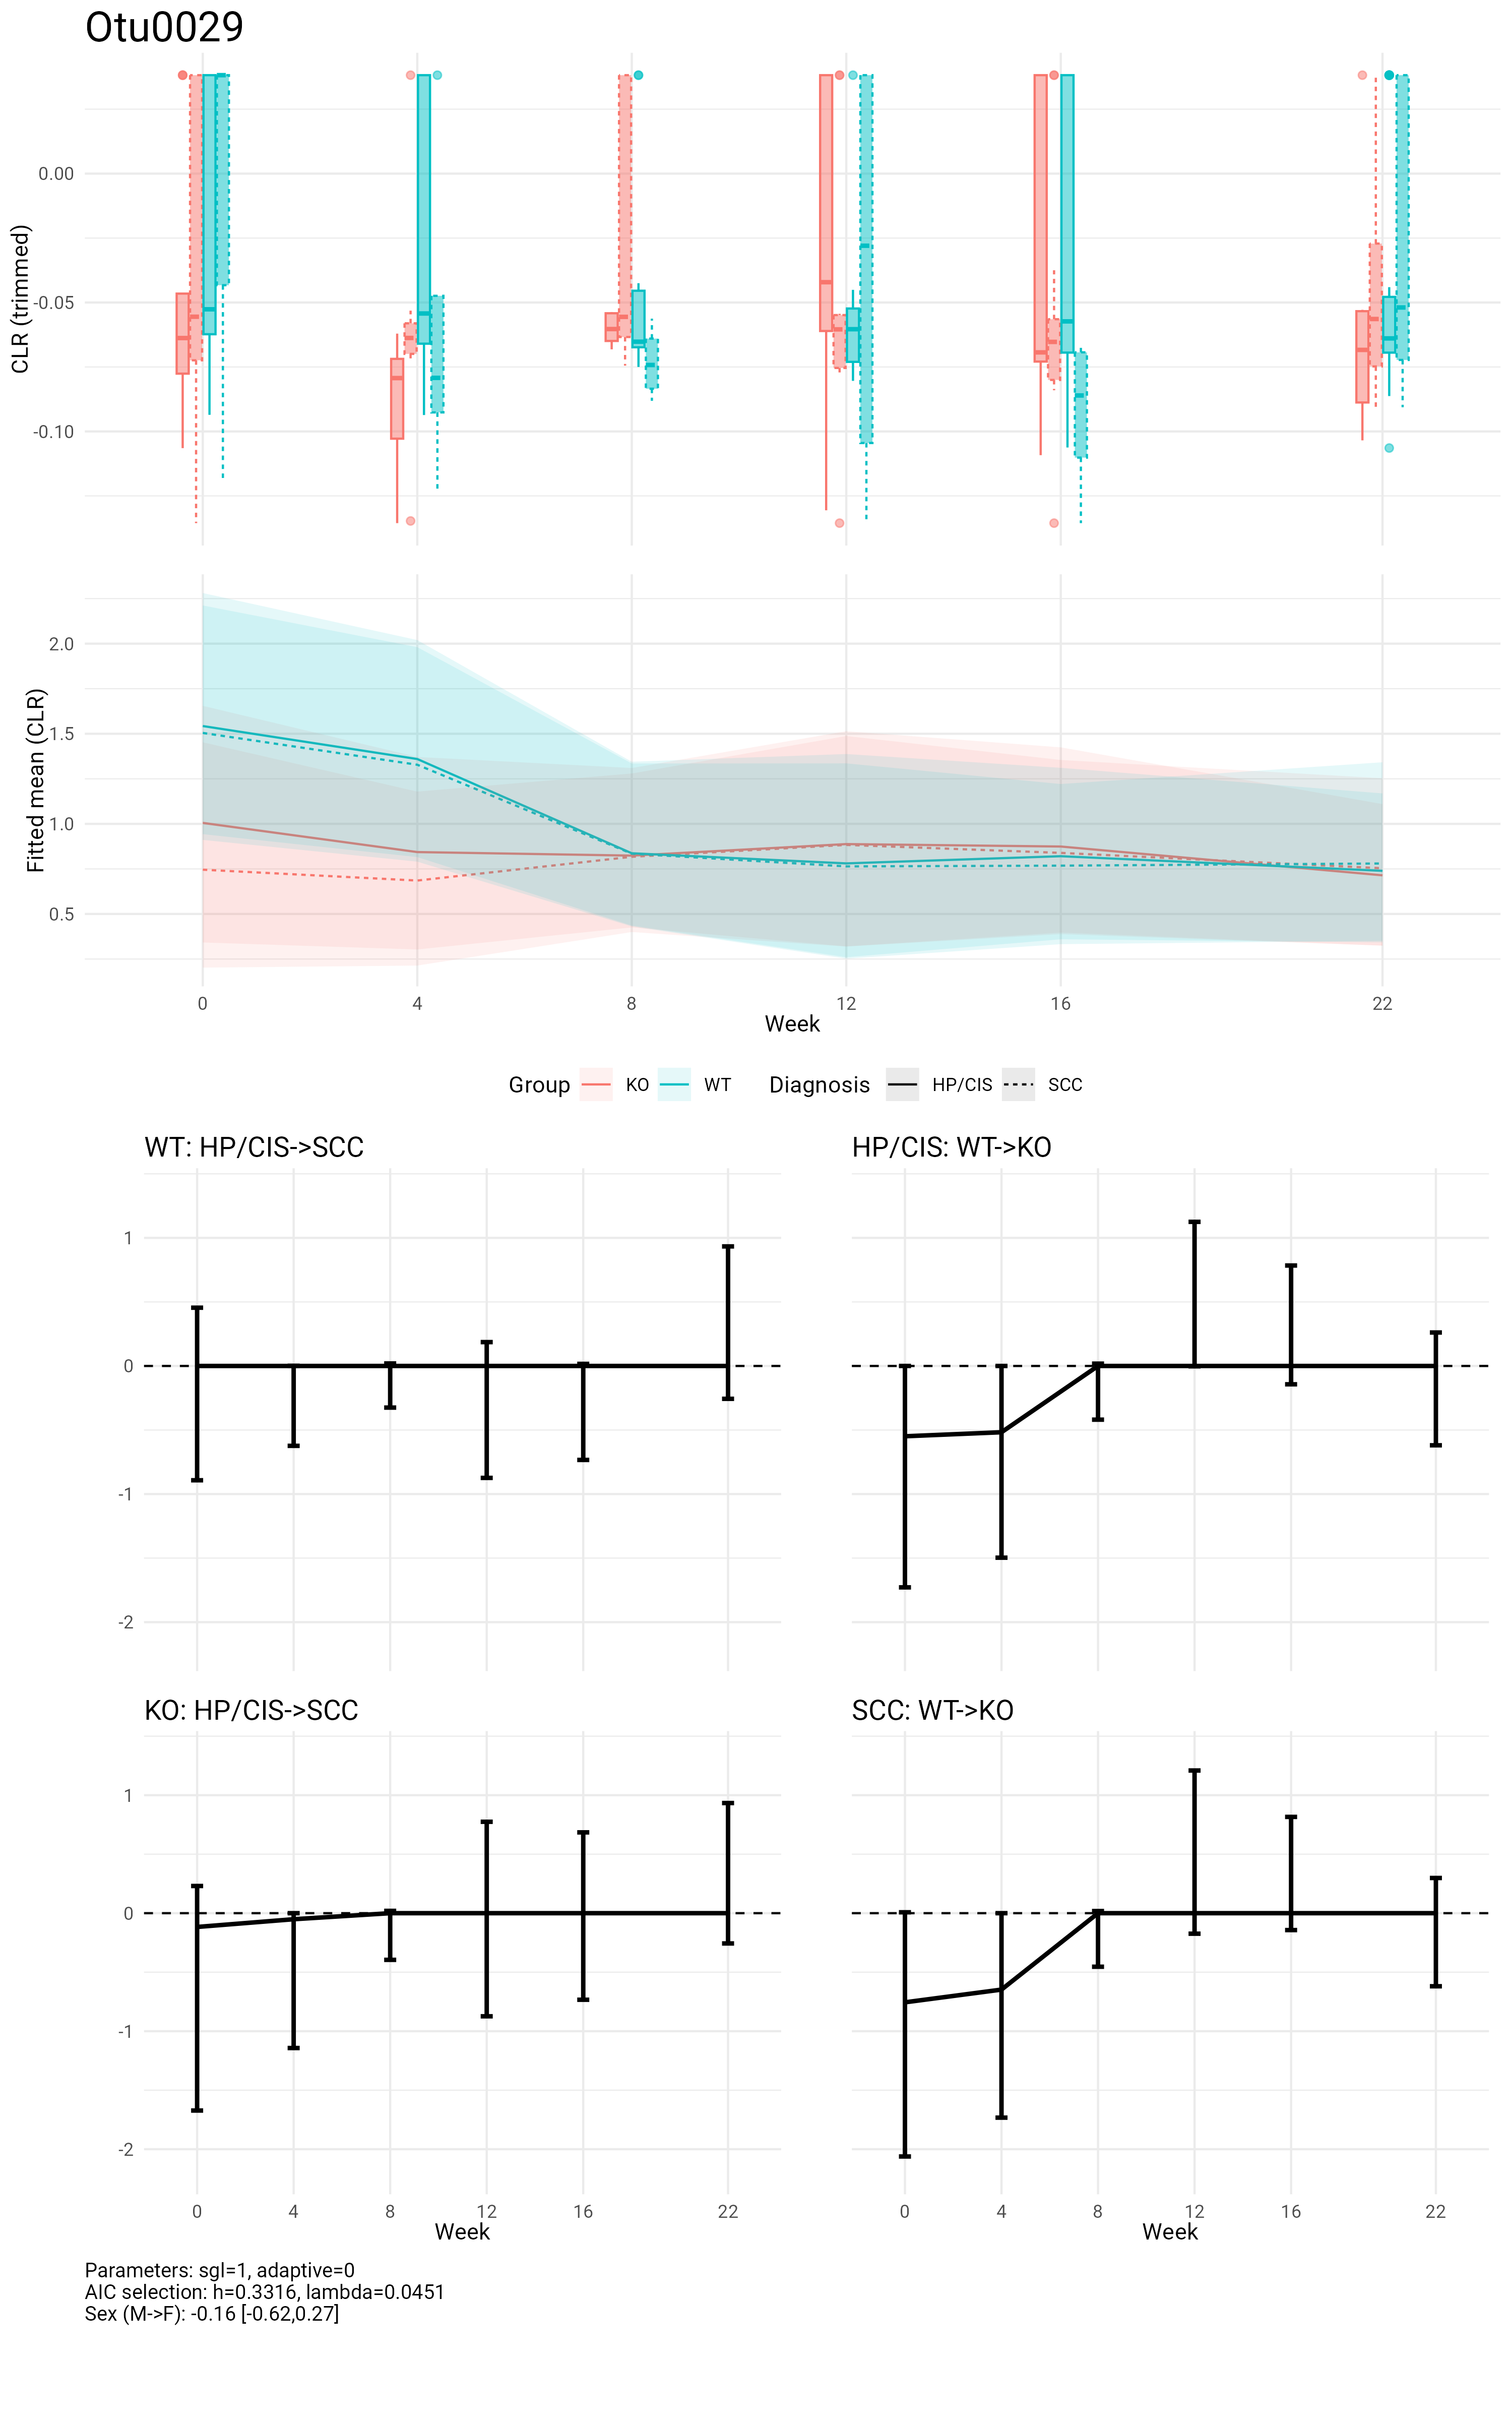 Otu0029
CLR (trimmed)
0.00
-0.05
-0.10
Fitted mean (CLR)
2.0
1.5
1.0
0.5
0 4 8 12 16 22
Week
Group KO WT Diagnosis HP/CIS SCC
WT: HP/CIS->SCC HP/CIS: WT->KO
1
0
-1
-2
KO: HP/CIS->SCC SCC: WT->KO
1
0
-1
-2
0 4 8 12 16 22 0 4 8 12 16 22
Week Week
Parameters: sgl=1, adaptive=0
AIC selection: h=0.3316, lambda=0.0451
Sex (M->F): -0.16 [-0.62,0.27]